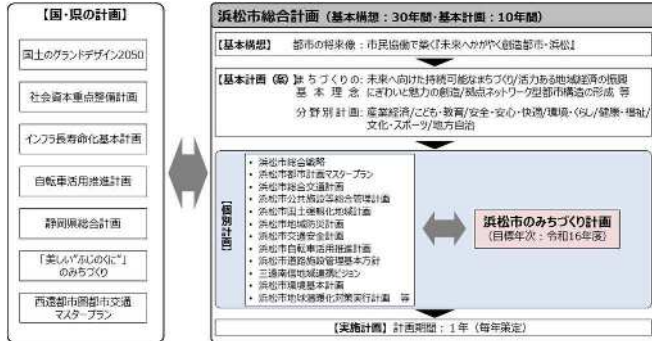 【国・県の計画】
国土のグランドデザイン2050
社会資本重点整備計画
インフラ長寿命化基本計画
自転車活用推進計画
静岡県総合計画
「美しい“ふじのくに”」
のみちづくり
西遠都市圏都市交通
マスタープラン
浜松市総合計画（基本構想：30年間・基本計画：10年間）
【基本構想】 都市の将来像：市民協働で築く『未来へかがやく創造都市・浜松』
【基本計画（案）】まちづくりの：未来へ向けた持続可能なまちづくり/活力ある地域経済の振興
基本理念 にぎわいと魅力の創造/拠点ネットワーク型都市構造の形成 等
分野別計画：産業経済/こども・教育/安全・安心・快適/環境・くらし/健康・福祉/
文化・スポーツ/地方自治
【個別計画】
・ 浜松市総合戦略
・ 浜松市都市計画マスタープラン
・ 浜松市総合交通計画
・ 浜松市公共施設等総合管理計画
・ 浜松市国土強靱化地域計画
・ 浜松市地域防災計画
・ 浜松市交通安全計画
・ 浜松市自転車活用推進計画
・ 浜松市道路施設管理基本方針
・ 三遠南信地域連携ビジョン
・ 浜松市環境基本計画
・ 浜松市地球温暖化対策実行計画 等
浜松市のみちづくり計画
（目標年次：令和16年度）
【実施計画】計画期間：1年（毎年策定）